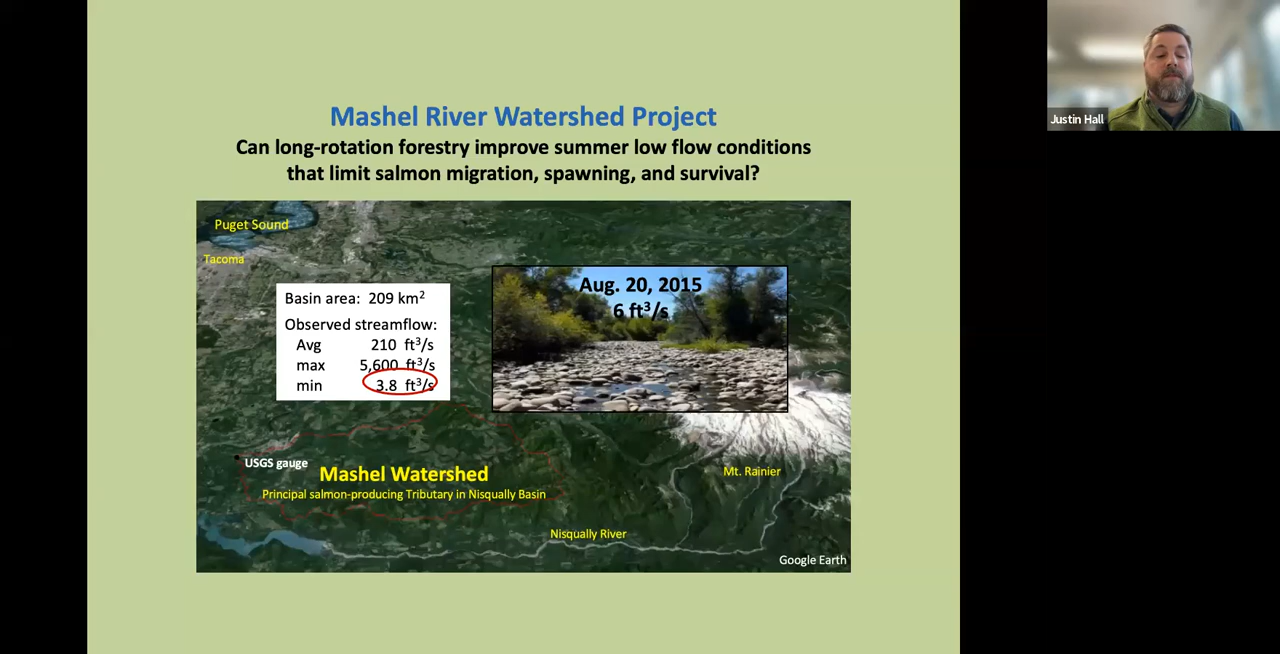 Mashel River Watershed Project
Can long-rotation forestry improve summer low flow conditions
that limit salmon migration, spawning, and survival?
Puget Sound
Tacoma
Basin area: 209 km²
Observed streamflow:
Avg 210 ft³/s
max 5,600 ft³/s
min 3.8 ft³/s
Aug. 20, 2015
6 ft³/s
USGS gauge
Mashel Watershed
Principal salmon-producing Tributary in Nisqually Basin
Mt. Rainier
Nisqually River
Google Earth
Justin Hall